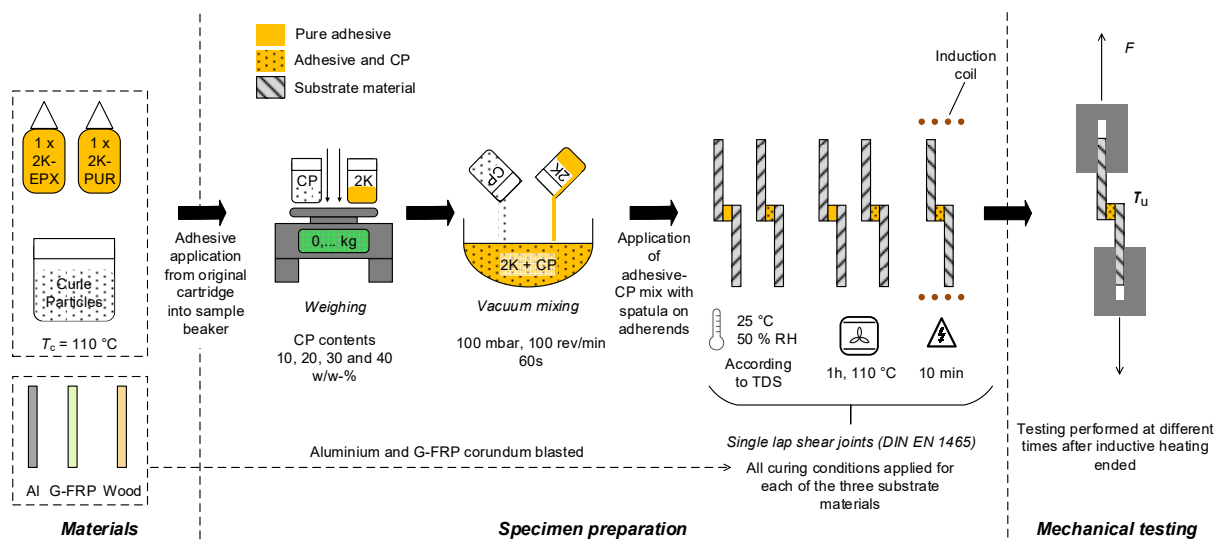 Pure adhesive
Adhesive and CP
Substrate material
1 x
2K-
EPX
1 x
2K-
PUR
Curie
Particles
Tc = 110 °C
Al
G-FRP
Wood
Materials
Adhesive
application
from original
cartridge
into sample
beaker
CP
2K
0,... kg
Weighing
CP contents
10, 20, 30 and 40
w/w-%
CP
2K
2K + CP
Vacuum mixing
100 mbar, 100 rev/min
60s
Application
of
adhesive-
CP mix with
spatula on
adherends
Induction
coil
25 °C
50 % RH
According
to TDS
1h, 110 °C
10 min
Single lap shear joints (DIN EN 1465)
All curing conditions applied for
each of the three substrate
materials
Aluminium and G-FRP corundum blasted
Specimen preparation
F
Tu
Testing performed at different
times after inductive heating
ended
Mechanical testing